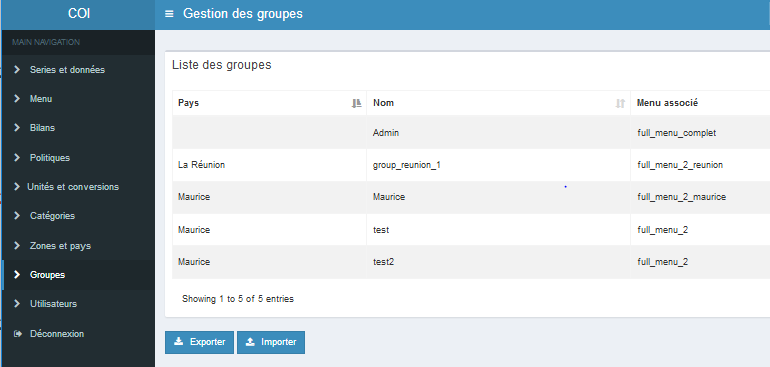 COI
Gestion des groupes
MAIN NAVIGATION
Series et données
Menu
Bilans
Politiques
Unités et conversions
Catégories
Zones et pays
Groupes
Utilisateurs
Déconnexion
Liste des groupes
Pays Nom Menu associé
Admin full_menu_complet
La Réunion group_reunion_1 full_menu_2_reunion
Maurice Maurice full_menu_2_maurice
Maurice test full_menu_2
Maurice test2 full_menu_2
Showing 1 to 5 of 5 entries
Exporter Importer